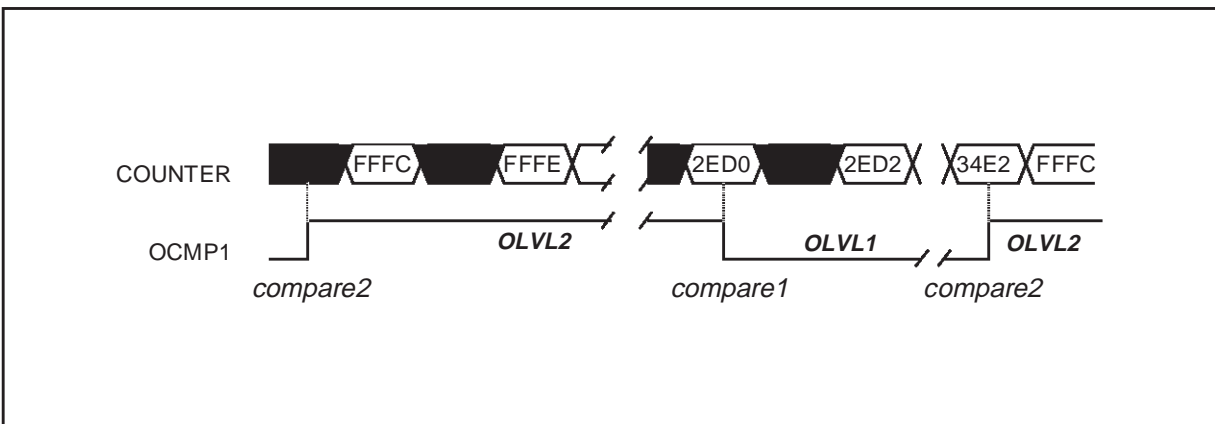 COUNTER FFFC FFFE 2ED0 2ED2 34E2 FFFC
OCMP1 OLVL2 OLVL1 OLVL2
compare2 compare1 compare2